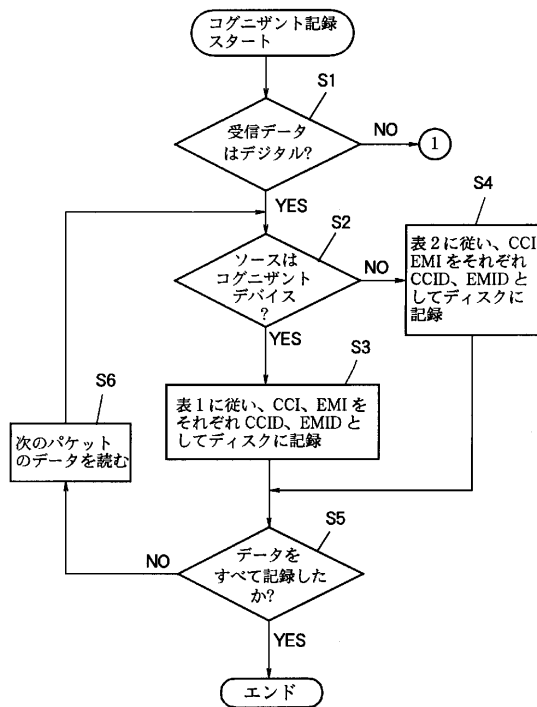 コグニザント記録
スタート
S1
受信データ
はデジタル?
NO
1
YES
S2
ソースは
コグニザント
デバイス
?
NO
YES
S4
表2に従い、CCI
EMIをそれぞれ
CCID、EMIDと
してディスクに
記録
S3
表1に従い、CCI、EMIを
それぞれCCID、EMIDと
してディスクに記録
S6
次のパケット
のデータを読む
S5
データを
すべて記録した
か?
NO
YES
エンド